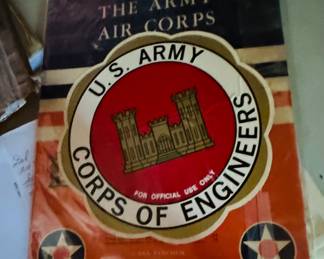 THE ARMY
AIR CORPS
U.S. ARMY
CORPS OF ENGINEERS
FOR OFFICIAL USE ONLY